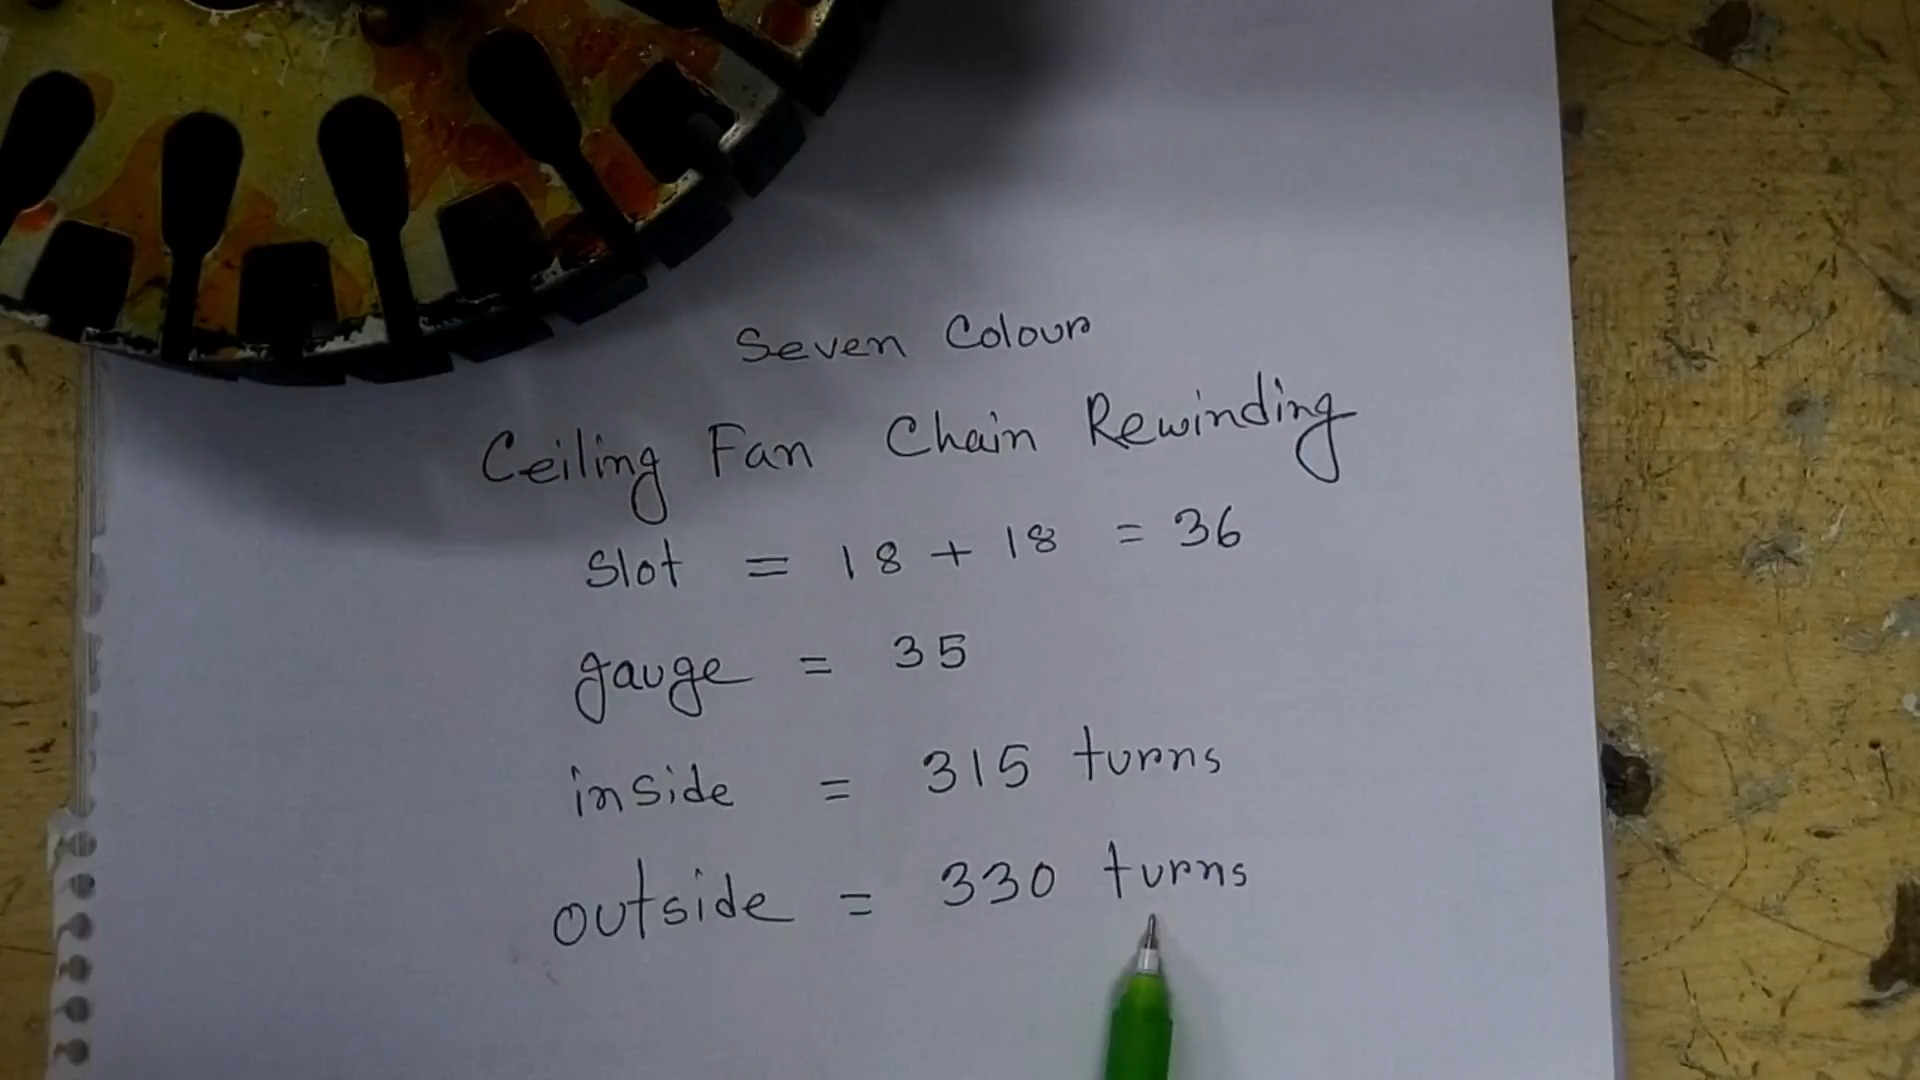 Seven Colour
Ceiling Fan Chain Rewinding
Slot = 18 + 18 = 36
gauge = 35
inside = 315 turns
outside = 330 turns